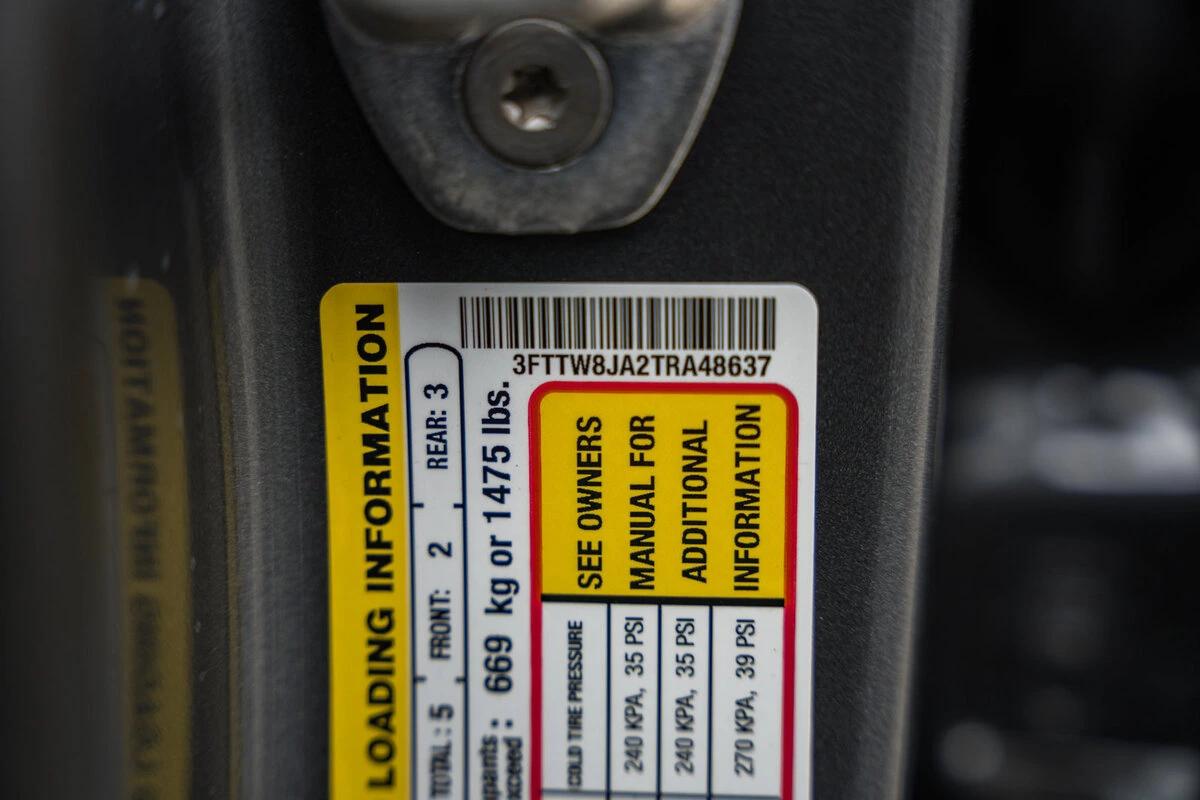 3FTTW8JA2TRA48637
LOADING INFORMATION
TOTAL: 5 FRONT: 2 REAR: 3
669 kg or 1475 lbs.
SEE OWNERS
MANUAL FOR
ADDITIONAL
INFORMATION
COLD TIRE PRESSURE
240 KPA, 35 PSI
240 KPA, 35 PSI
270 KPA, 39 PSI